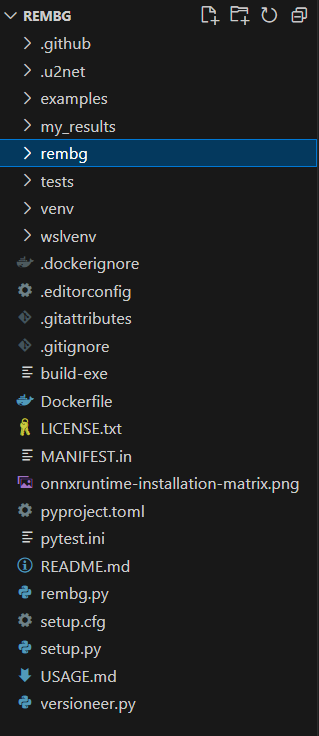 REMBG
.github
.u2net
examples
my_results
rembg
tests
venv
wslvenv
.dockerignore
.editorconfig
.gitattributes
.gitignore
build-exe
Dockerfile
LICENSE.txt
MANIFEST.in
onnxruntime-installation-matrix.png
pyproject.toml
pytest.ini
README.md
rembg.py
setup.cfg
setup.py
USAGE.md
versioneer.py